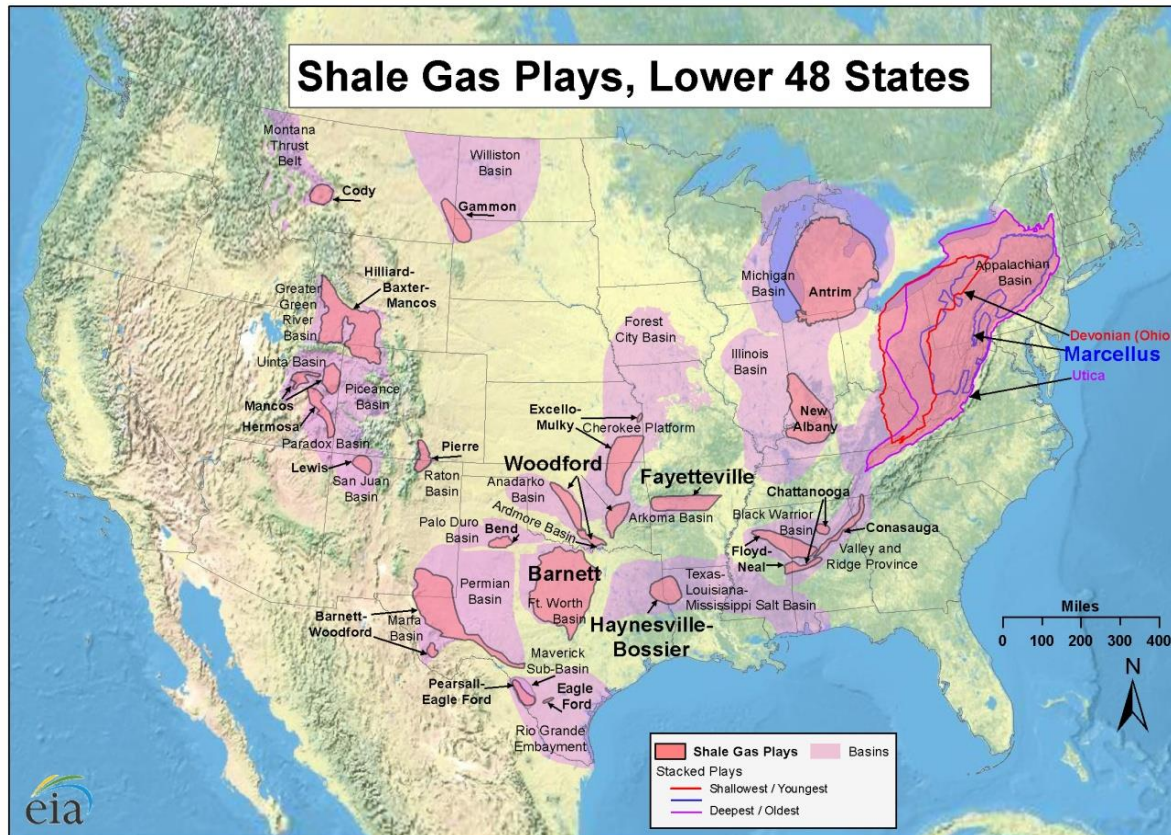 Shale Gas Plays, Lower 48 States
Montana
Thrust
Belt
Cody
Williston
Basin
Gammon
Hilliard-
Baxter-
Mancos
Greater
Green
River
Basin
Uinta Basin
Mancos
Piceance
Basin
Hermosa
Paradox Basin
Lewis
San Juan
Basin
Pierre
Raton
Basin
Michigan
Basin
Antrim
Appalachian
Basin
Devonian (Ohio
Marcellus
Utica
Forest
City Basin
Illinois
Basin
New
Albany
Excello-
Mulky
Cherokee Platform
Woodford
Anadarko
Basin
Ardmore Basin
Fayetteville
Arkoma Basin
Chattanooga
Black Warrior
Basin
Conasauga
Floyd-
Neal
Valley and
Ridge Province
Palo Duro
Basin
Bend
Barnett
Ft. Worth
Basin
Permian
Basin
Barnett-
Woodford
Marfa
Basin
Texas-
Louisiana-
Mississippi Salt Basin
Haynesville-
Bossier
Maverick
Sub-Basin
Pearsall-
Eagle Ford
Eagle
Ford
Rio Grande
Embayment
Miles
0 100 200 300 400
N
Shale Gas Plays
Basins
Stacked Plays
Shallowest / Youngest
Deepest / Oldest
eia